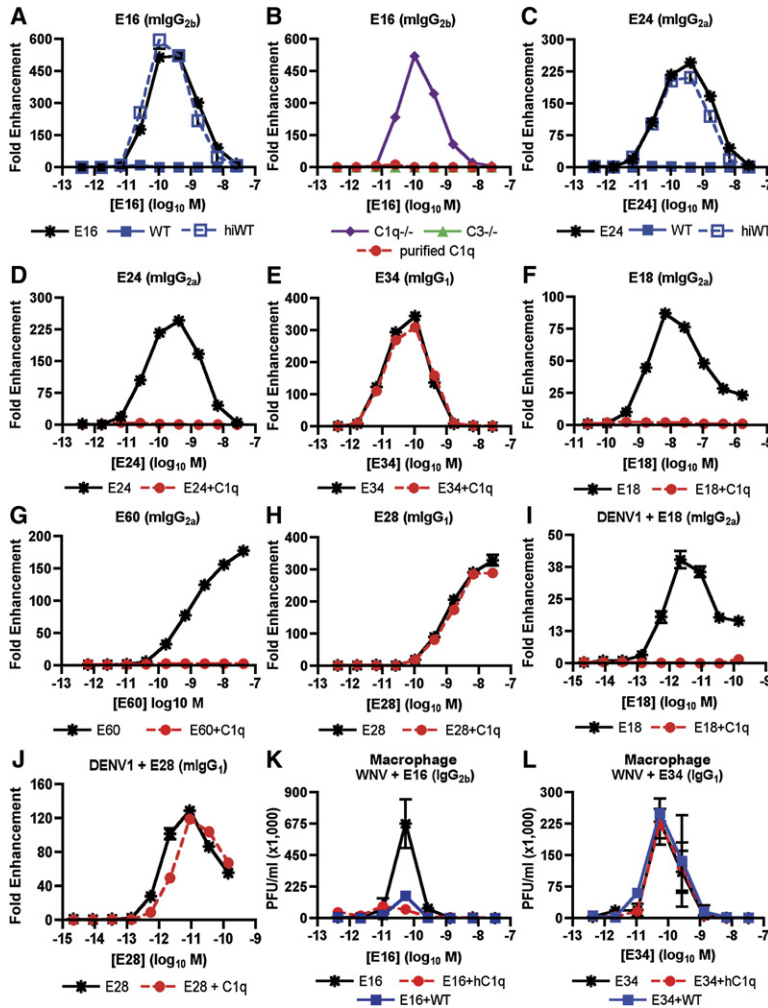 A
E16 (mIgG2b)
Fold Enhancement
600
450
300
150
0
-13 -12 -11 -10 -9 -8 -7
[E16] (log10 M)
E16 WT hiWT
B
E16 (mIgG2b)
Fold Enhancement
600
450
300
150
0
-13 -12 -11 -10 -9 -8 -7
[E16] (log10 M)
C1q-/- C3-/-
purified C1q
C
E24 (mIgG2a)
Fold Enhancement
300
225
150
75
0
-13 -12 -11 -10 -9 -8 -7
[E24] (log10 M)
E24 WT hiWT
D
E24 (mIgG2a)
Fold Enhancement
300
225
150
75
0
-13 -12 -11 -10 -9 -8 -7
[E24] (log10 M)
E24 E24+C1q
E
E34 (mIgG1)
Fold Enhancement
400
300
200
100
0
-13 -12 -11 -10 -9 -8 -7
[E34] (log10 M)
E34 E34+C1q
F
E18 (mIgG2a)
Fold Enhancement
100
75
50
25
0
-11 -10 -9 -8 -7 -6 -5
[E18] (log10 M)
E18 E18+C1q
G
E60 (mIgG2a)
Fold Enhancement
200
150
100
50
0
-13 -12 -11 -10 -9 -8 -7
[E60] log10 M
E60 E60+C1q
H
E28 (mIgG1)
Fold Enhancement
400
300
200
100
0
-13 -12 -11 -10 -9 -8 -7
[E28] (log10 M)
E28 E28+C1q
I
DENV1 + E18 (mIgG2a)
Fold Enhancement
50
38
25
13
0
-15 -14 -13 -12 -11 -10 -9
[E18] (log10 M)
E18 E18+C1q
J
DENV1 + E28 (mIgG1)
Fold Enhancement
160
120
80
40
0
-15 -14 -13 -12 -11 -10 -9
[E28] (log10 M)
E28 E28 + C1q
K
Macrophage
WNV + E16 (IgG2b)
PFU/ml (x1,000)
900
675
450
225
0
-13 -12 -11 -10 -9 -8 -7
[E16] (log10 M)
E16 E16+hC1q
E16+WT
L
Macrophage
WNV + E34 (IgG1)
PFU/ml (x1,000)
300
225
150
75
0
-13 -12 -11 -10 -9 -8 -7
[E34] (log10 M)
E34 E34+hC1q
E34+WT